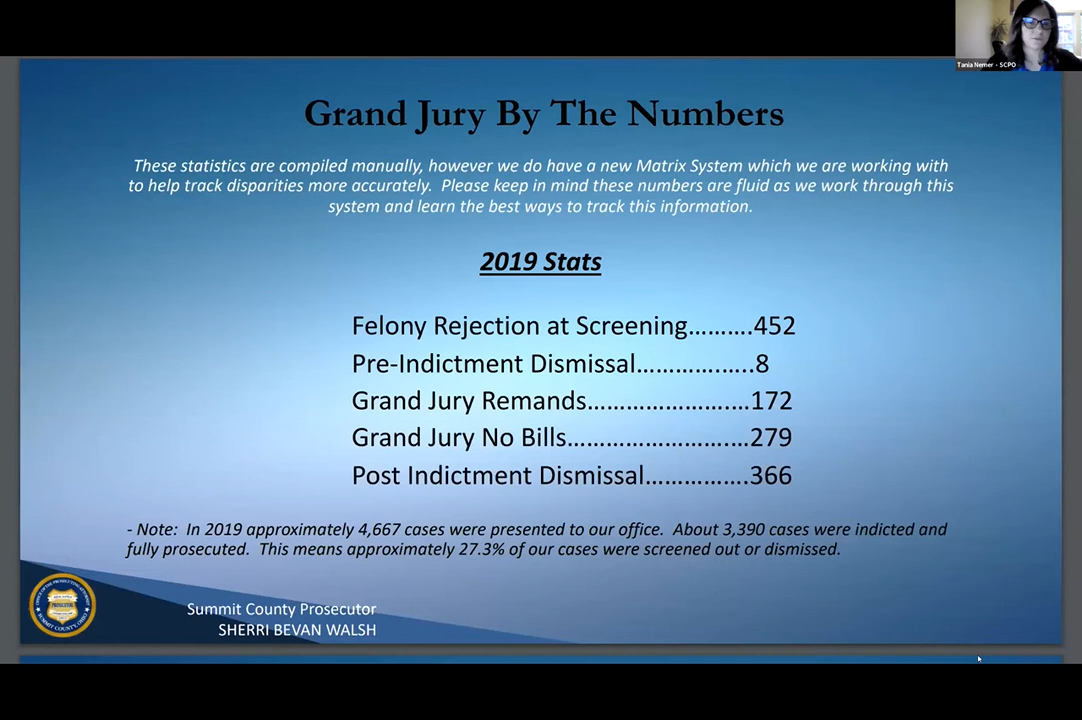 Tania Nemer - SCPO
Grand Jury By The Numbers
These statistics are compiled manually, however we do have a new Matrix System which we are working with
to help track disparities more accurately.  Please keep in mind these numbers are fluid as we work through this
system and learn the best ways to track this information.
2019 Stats
Felony Rejection at Screening……….452
Pre-Indictment Dismissal……………..8
Grand Jury Remands…………………..…172
Grand Jury No Bills…………………….…279
Post Indictment Dismissal…………….366
- Note:  In 2019 approximately 4,667 cases were presented to our office.  About 3,390 cases were indicted and
fully prosecuted.  This means approximately 27.3% of our cases were screened out or dismissed.
Summit County Prosecutor
SHERRI BEVAN WALSH
PROSECUTOR